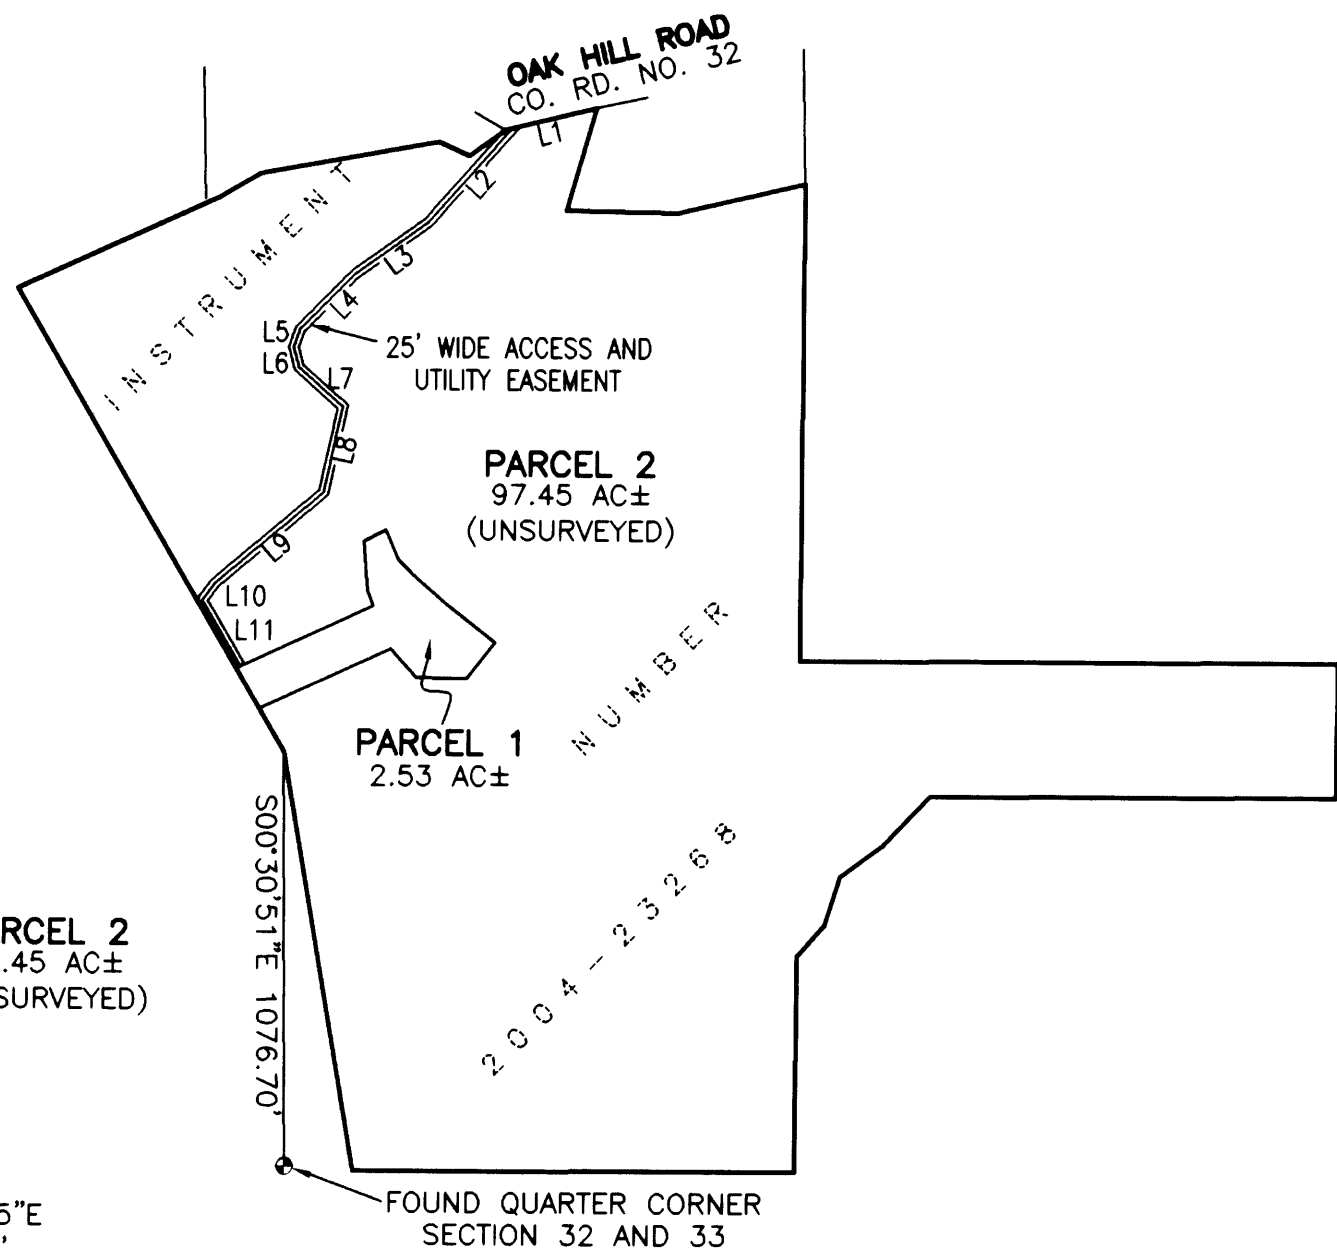 OAK HILL ROAD
CO. RD. NO. 32
L1
L2
L3
L4
L5
L6
L7
L8
L9
L10
L11
INSTRUMENT
25' WIDE ACCESS AND
UTILITY EASEMENT
PARCEL 2
97.45 AC±
(UNSURVEYED)
NUMBER
PARCEL 1
2.53 AC±
2004-23268
S00°30'51"E 1076.70'
RCEL 2
.45 AC±
SURVEYED)
FOUND QUARTER CORNER
SECTION 32 AND 33
5"E
'